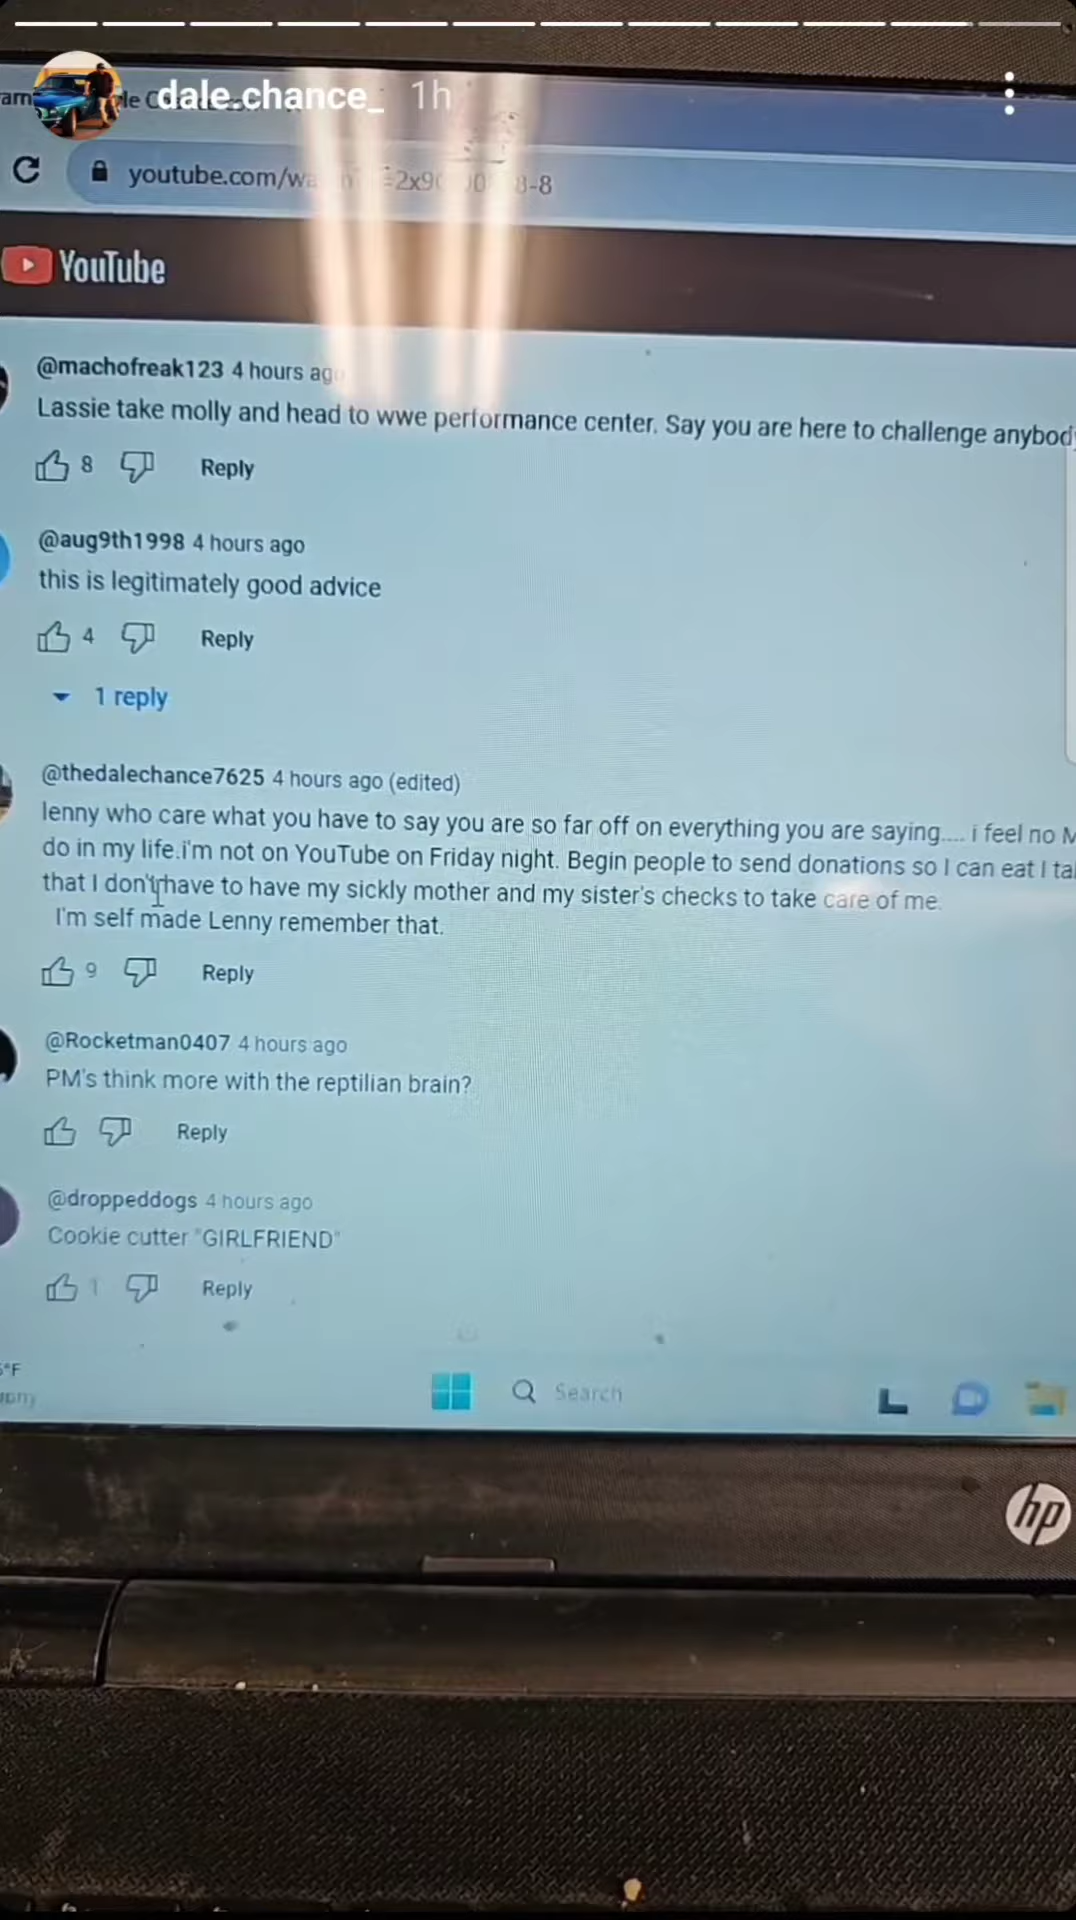 dale.chance_ 1h
youtube.com/wa
YouTube
@machofreak123 4 hours ago
Lassie take molly and head to wwe performance center. Say you are here to challenge anybody
8 Reply
@aug9th1998 4 hours ago
this is legitimately good advice
4 Reply
1 reply
@thedalechance7625 4 hours ago (edited)
lenny who care what you have to say you are so far off on everything you are saying.... i feel no M
do in my life.i'm not on YouTube on Friday night. Begin people to send donations so I can eat I ta
that I don't have to have my sickly mother and my sister's checks to take care of me.
I'm self made Lenny remember that.
9 Reply
@Rocketman0407 4 hours ago
PM's think more with the reptilian brain?
Reply
@droppeddogs 4 hours ago
Cookie cutter "GIRLFRIEND"
1 Reply
°F
Search
hp